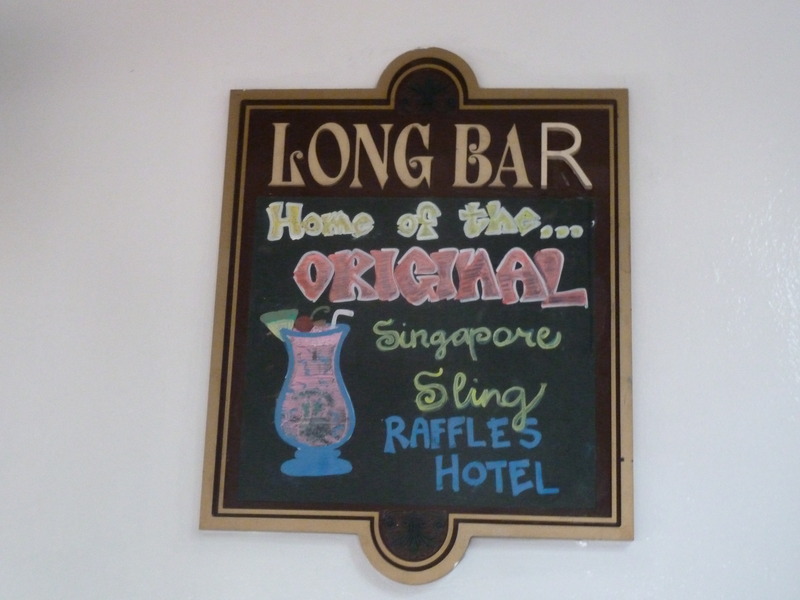 LONG BAR
Home of the...
ORIGINAL
Singapore
Sling
RAFFLES
HOTEL